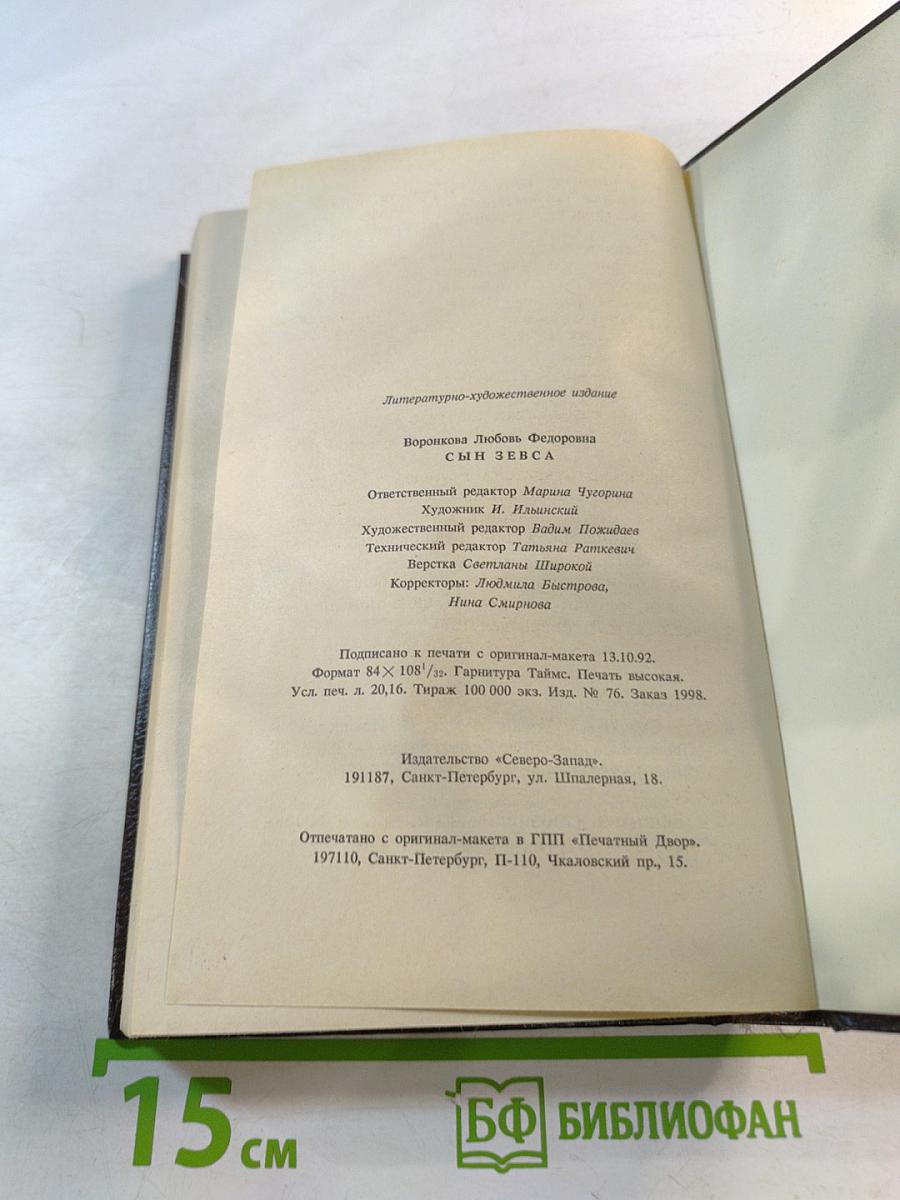 Литературно-художественное издание
Воронкова Любовь Федоровна
СЫН ЗЕВСА
Ответственный редактор Марина Чугорина
Художник И. Ильинский
Художественный редактор Вадим Пожидаев
Технический редактор Татьяна Раткевич
Верстка Светланы Широкой
Корректоры: Людмила Быстрова,
Нина Смирнова
Подписано к печати с оригинал-макета 13.10.92.
Формат 84×108¹/₃₂. Гарнитура Таймс. Печать высокая.
Усл. печ. л. 20,16. Тираж 100 000 экз. Изд. № 76. Заказ 1998.
Издательство «Северо-Запад».
191187, Санкт-Петербург, ул. Шпалерная, 18.
Отпечатано с оригинал-макета в ГПП «Печатный Двор».
197110, Санкт-Петербург, П-110, Чкаловский пр., 15.
15 см
БФ БИБЛИОФАН